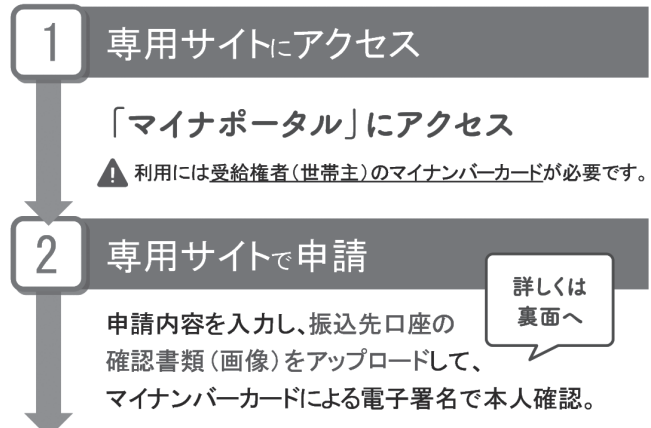 1 専用サイトにアクセス
「マイナポータル」にアクセス
利用には受給権者(世帯主)のマイナンバーカードが必要です。
2 専用サイトで申請
詳しくは
裏面へ
申請内容を入力し、振込先口座の
確認書類(画像)をアップロードして、
マイナンバーカードによる電子署名で本人確認。